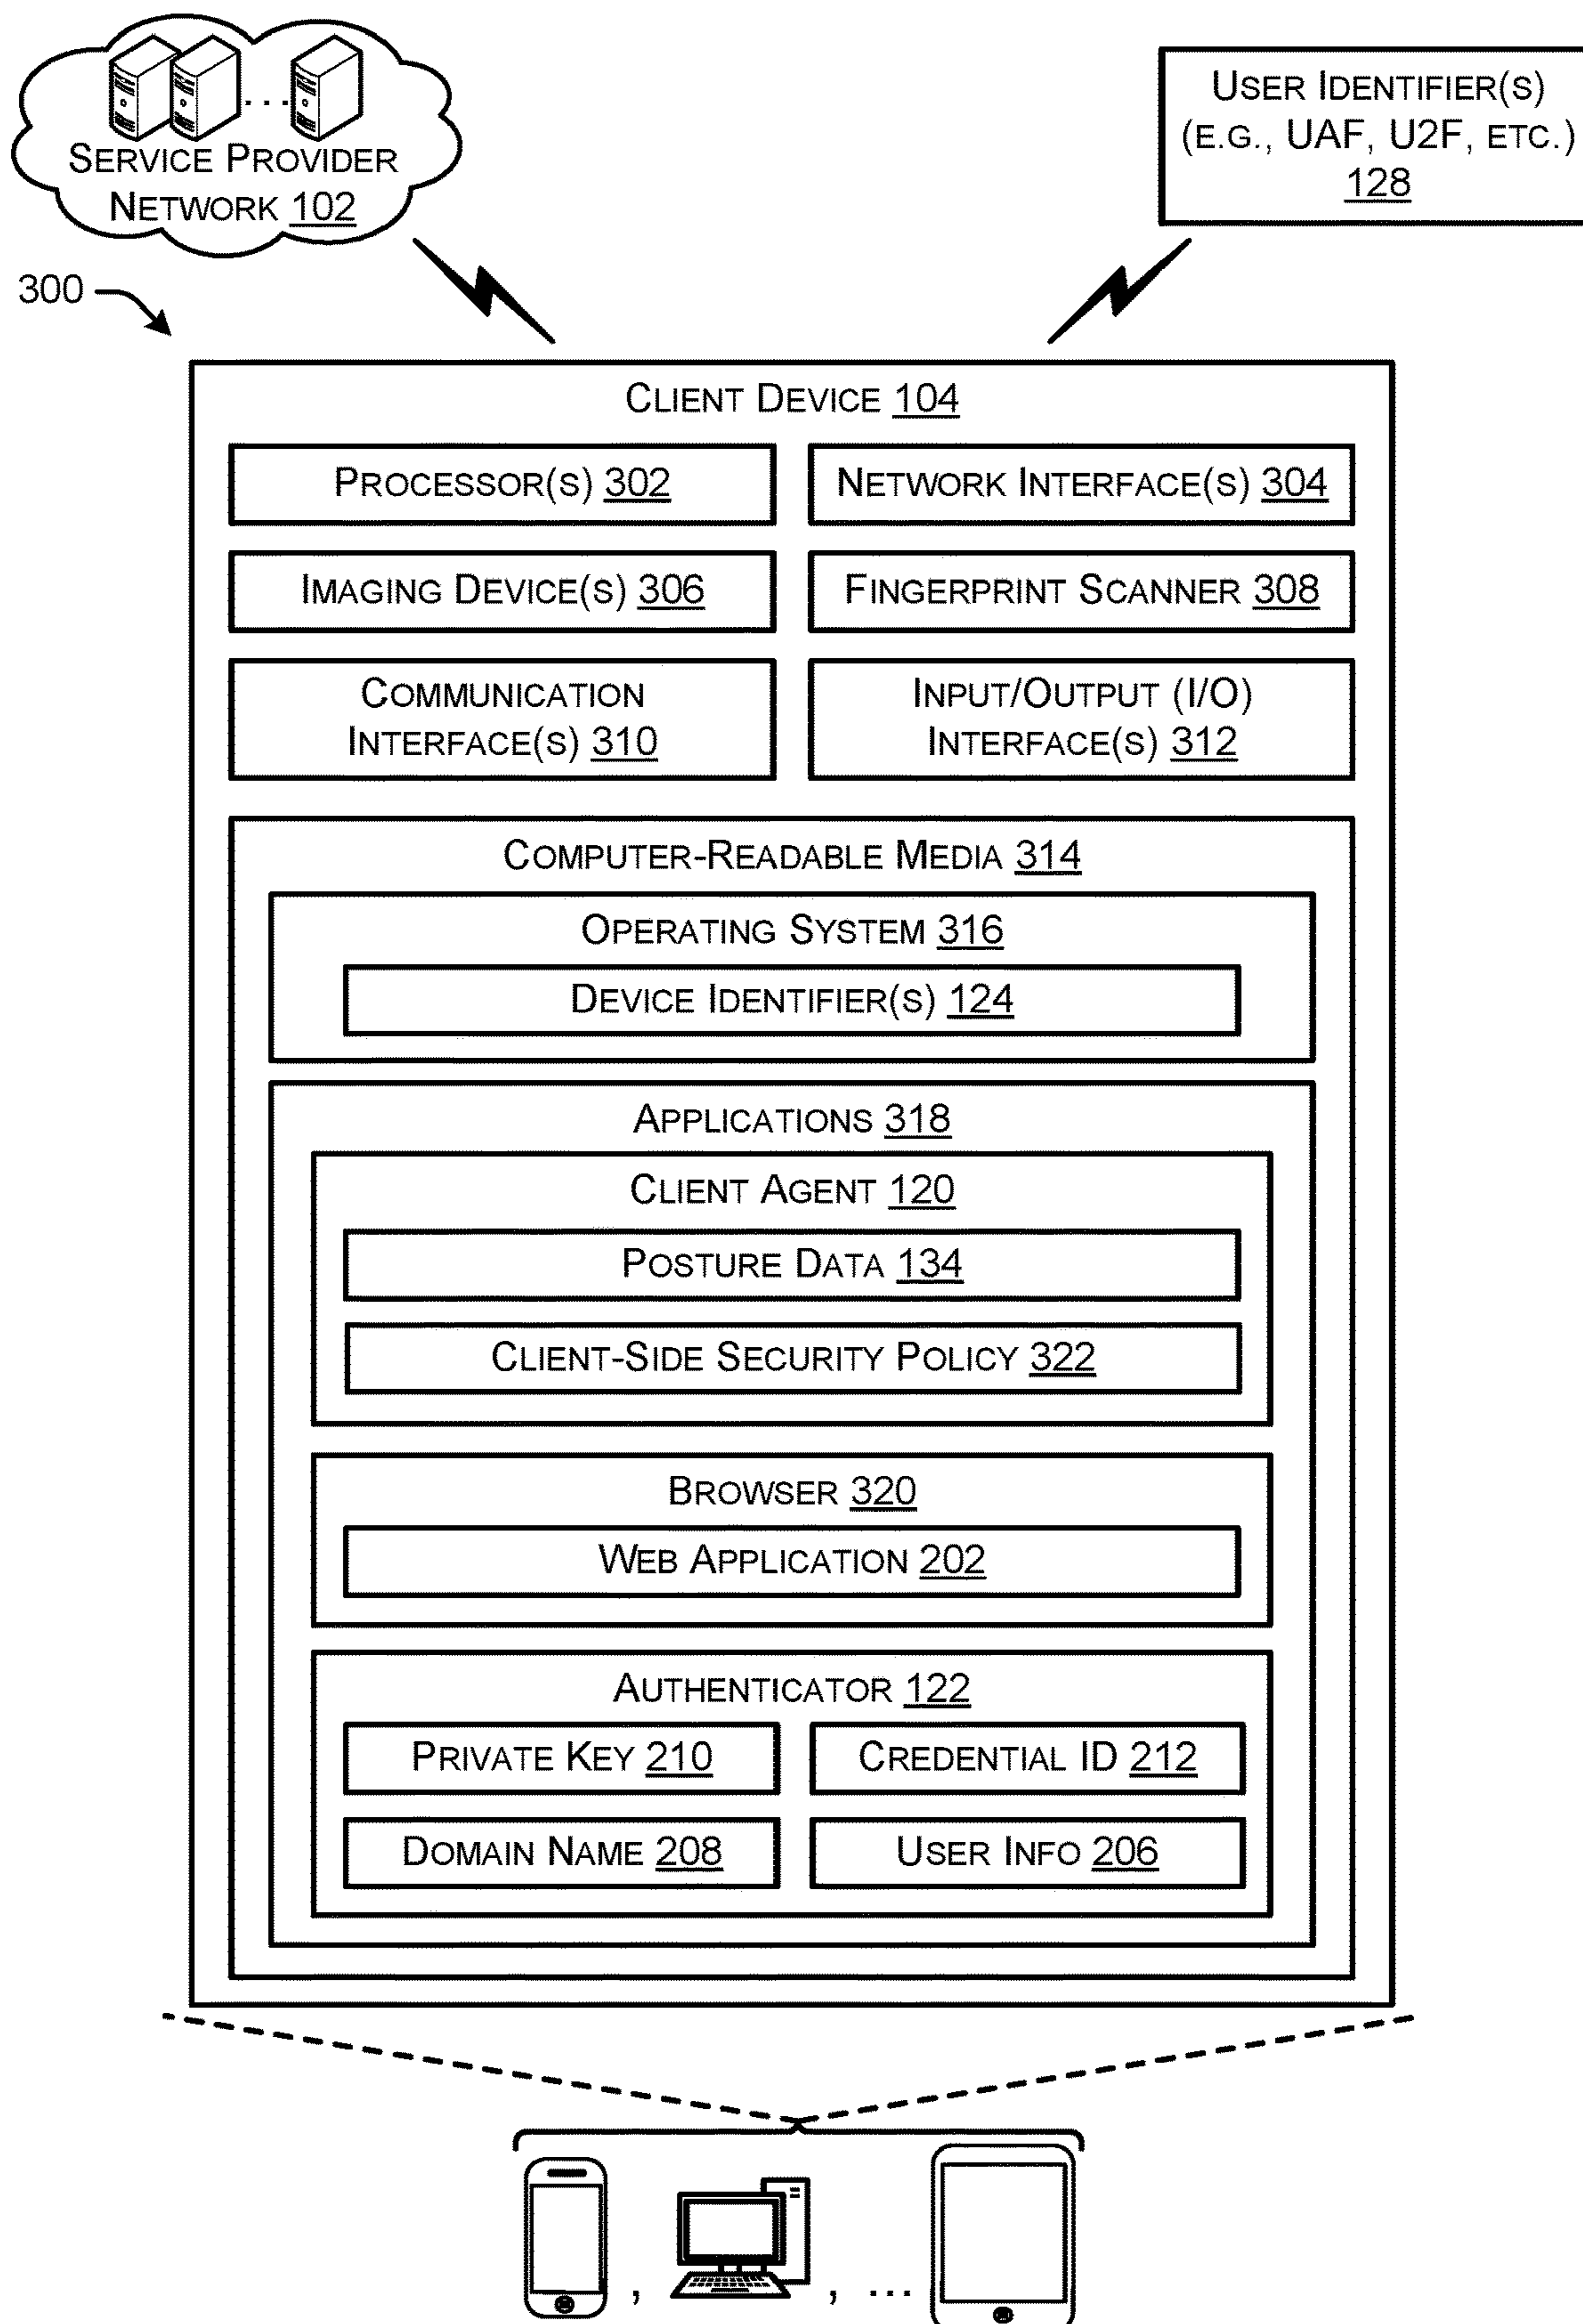 SERVICE PROVIDER
NETWORK 102
USER IDENTIFIER(S)
(E.G., UAF, U2F, ETC.)
128
300
CLIENT DEVICE 104
PROCESSOR(S) 302
NETWORK INTERFACE(S) 304
IMAGING DEVICE(S) 306
FINGERPRINT SCANNER 308
COMMUNICATION
INTERFACE(S) 310
INPUT/OUTPUT (I/O)
INTERFACE(S) 312
COMPUTER-READABLE MEDIA 314
OPERATING SYSTEM 316
DEVICE IDENTIFIER(S) 124
APPLICATIONS 318
CLIENT AGENT 120
POSTURE DATA 134
CLIENT-SIDE SECURITY POLICY 322
BROWSER 320
WEB APPLICATION 202
AUTHENTICATOR 122
PRIVATE KEY 210
CREDENTIAL ID 212
DOMAIN NAME 208
USER INFO 206
, , ...